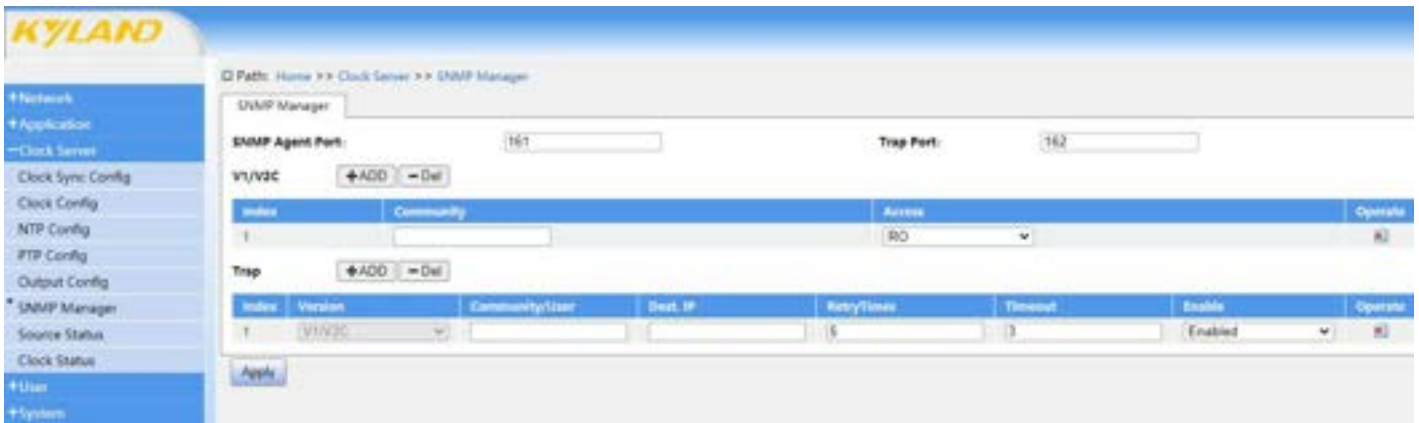 KYLAND
Path: Home >> Clock Server >> SNMP Manager
+Network
+Application
−Clock Server
Clock Sync Config
Clock Config
NTP Config
PTP Config
Output Config
SNMP Manager
Source Status
Clock Status
+User
+System
SNMP Manager
SNMP Agent Port: 161 Trap Port: 162
V1/V2C +ADD −Del
Index Community Access Operate
1 RO
Trap +ADD −Del
Index Version Community/User Dest. IP RetryTimes Timeout Enable Operate
1 V1/V2C 5 3 Enabled
Apply